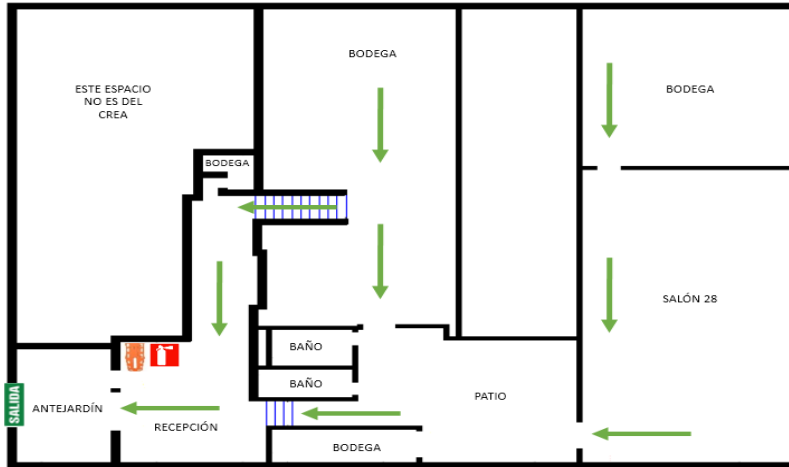 BODEGA
BODEGA
ESTE ESPACIO
NO ES DEL
CREA
BODEGA
SALÓN 28
BAÑO
BAÑO
PATIO
SALIDA
ANTEJARDÍN
RECEPCIÓN
BODEGA